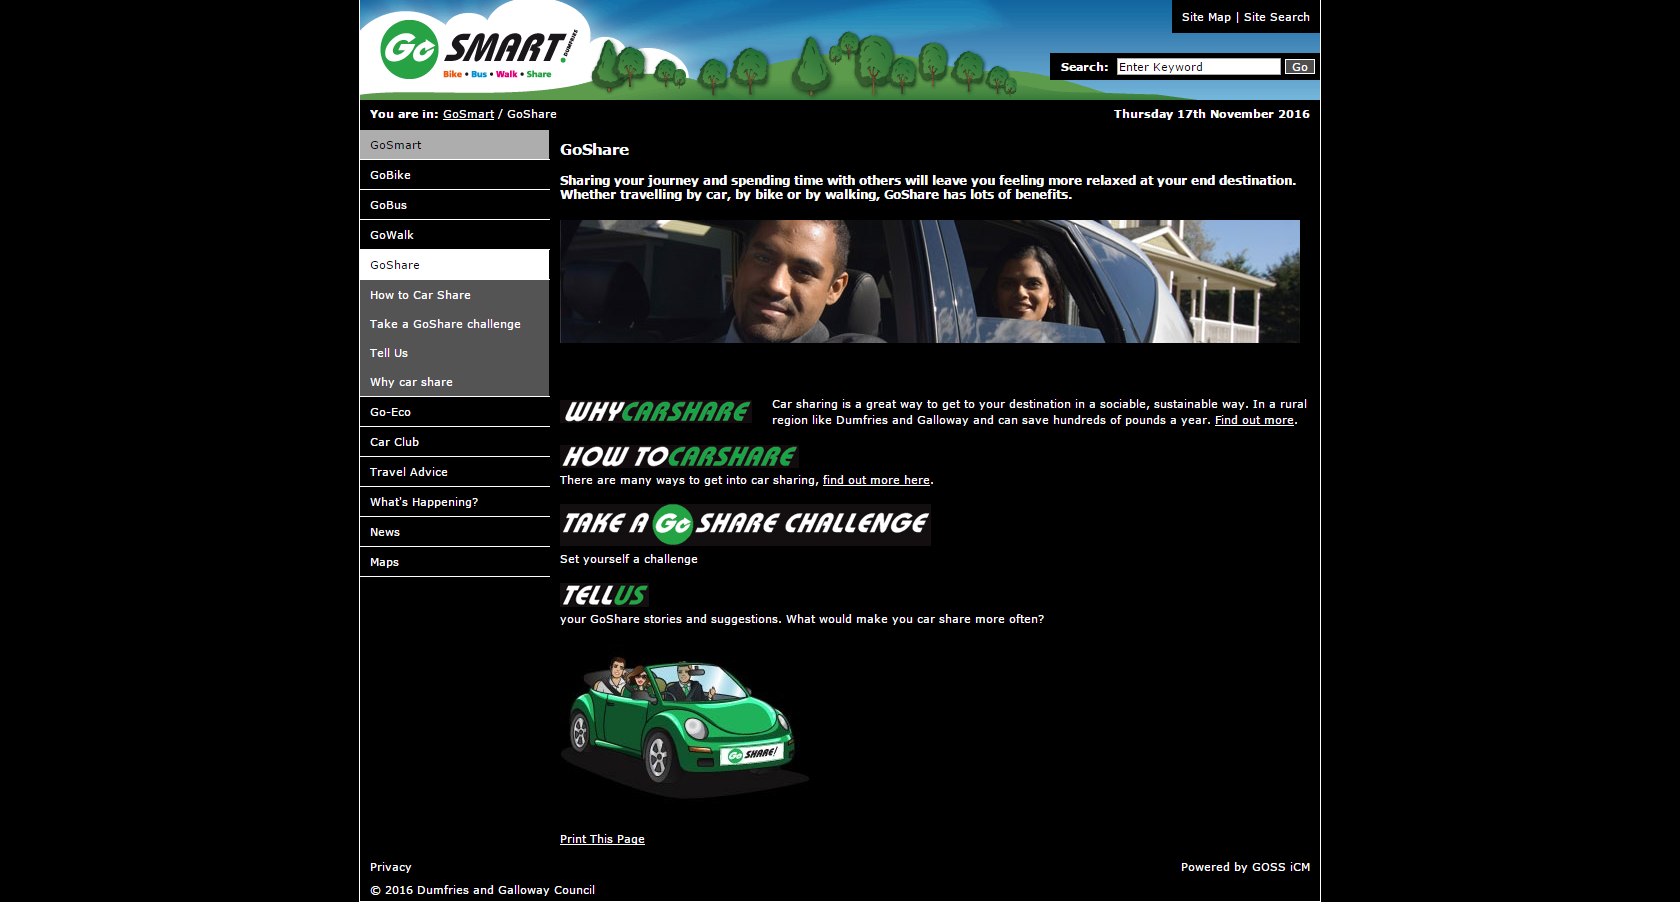 Site Map | Site Search
Go SMART! DUMFRIES
Bike • Bus • Walk • Share
Search: Enter Keyword Go
You are in: GoSmart / GoShare
Thursday 17th November 2016
GoSmart
GoBike
GoBus
GoWalk
GoShare
How to Car Share
Take a GoShare challenge
Tell Us
Why car share
Go-Eco
Car Club
Travel Advice
What's Happening?
News
Maps
GoShare
Sharing your journey and spending time with others will leave you feeling more relaxed at your end destination.
Whether travelling by car, by bike or by walking, GoShare has lots of benefits.
WHYCARSHARE
Car sharing is a great way to get to your destination in a sociable, sustainable way. In a rural
region like Dumfries and Galloway and can save hundreds of pounds a year. Find out more.
HOW TOCARSHARE
There are many ways to get into car sharing, find out more here.
TAKE A Go SHARE CHALLENGE
Set yourself a challenge
TELLUS
your GoShare stories and suggestions. What would make you car share more often?
Go SHARE!
Print This Page
Privacy
Powered by GOSS iCM
© 2016 Dumfries and Galloway Council